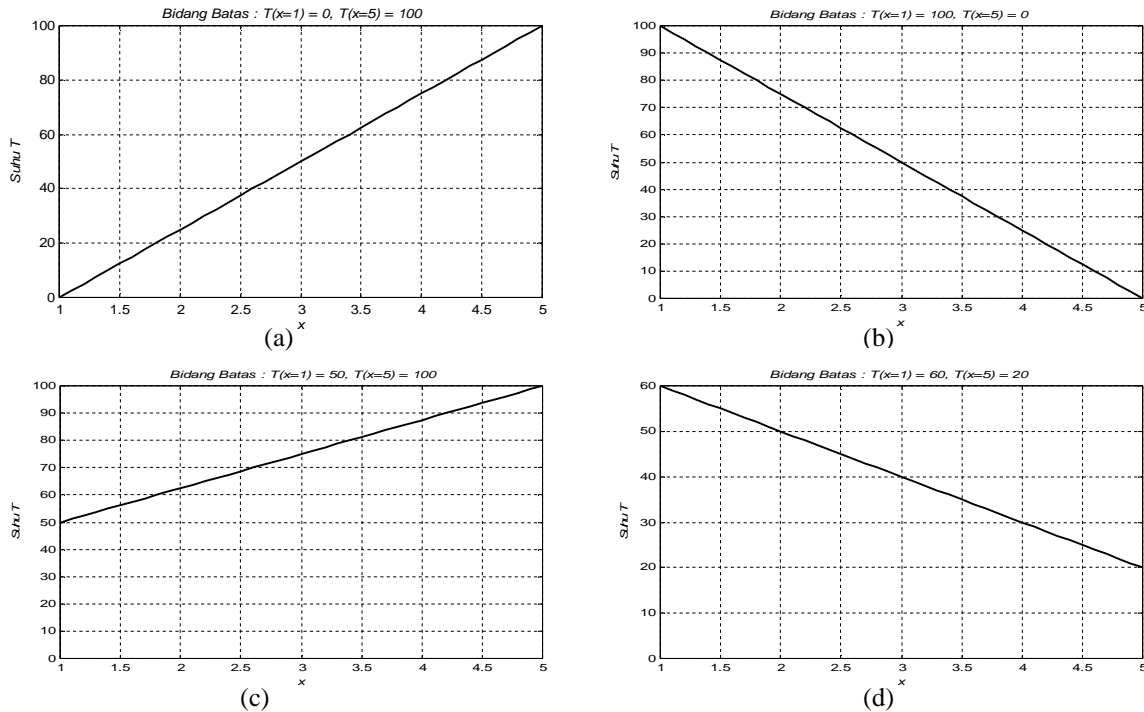 Bidang Batas : T(x=1) = 0, T(x=5) = 100
100
80
60
40
20
0
Suhu T
1 1.5 2 2.5 3 3.5 4 4.5 5
x
(a)
Bidang Batas : T(x=1) = 100, T(x=5) = 0
100
90
80
70
60
50
40
30
20
10
0
Suhu T
1 1.5 2 2.5 3 3.5 4 4.5 5
x
(b)
Bidang Batas : T(x=1) = 50, T(x=5) = 100
100
90
80
70
60
50
40
30
20
10
0
Suhu T
1 1.5 2 2.5 3 3.5 4 4.5 5
x
(c)
Bidang Batas : T(x=1) = 60, T(x=5) = 20
60
50
40
30
20
10
0
Suhu T
1 1.5 2 2.5 3 3.5 4 4.5 5
x
(d)